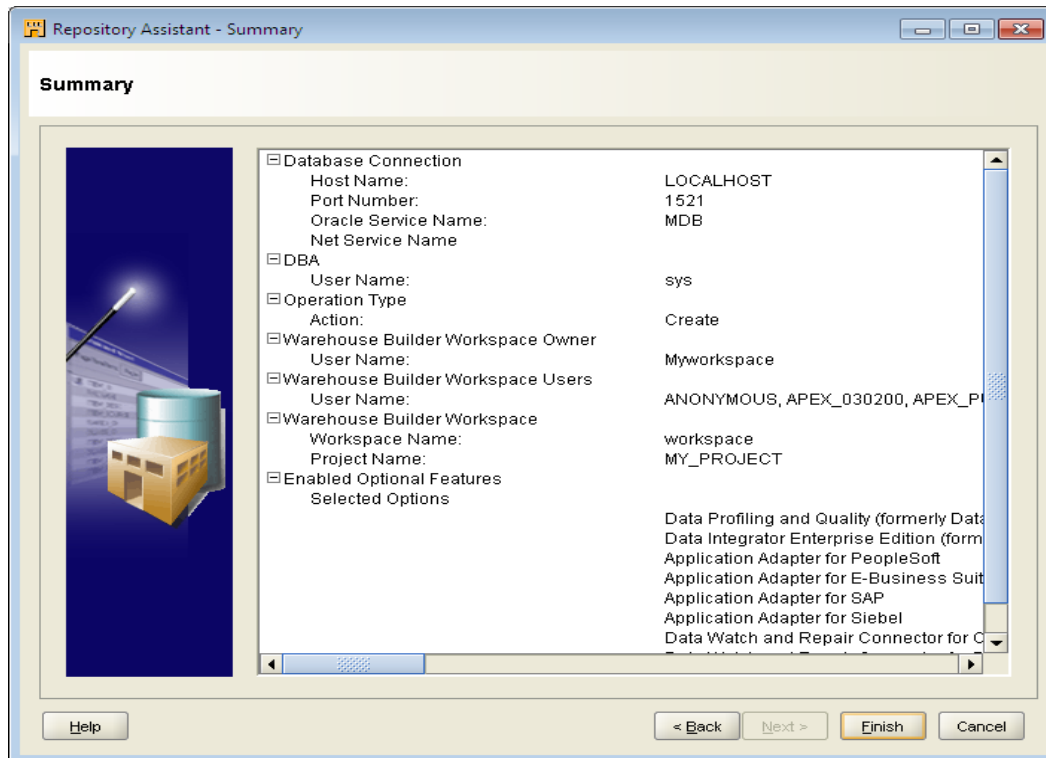 Repository Assistant - Summary
Summary
Database Connection
Host Name: LOCALHOST
Port Number: 1521
Oracle Service Name: MDB
Net Service Name
DBA
User Name: sys
Operation Type
Action: Create
Warehouse Builder Workspace Owner
User Name: Myworkspace
Warehouse Builder Workspace Users
User Name: ANONYMOUS, APEX_030200, APEX_PU
Warehouse Builder Workspace
Workspace Name: workspace
Project Name: MY_PROJECT
Enabled Optional Features
Selected Options
Data Profiling and Quality (formerly Data
Data Integrator Enterprise Edition (form
Application Adapter for PeopleSoft
Application Adapter for E-Business Suit
Application Adapter for SAP
Application Adapter for Siebel
Data Watch and Repair Connector for C
Help < Back Next > Finish Cancel